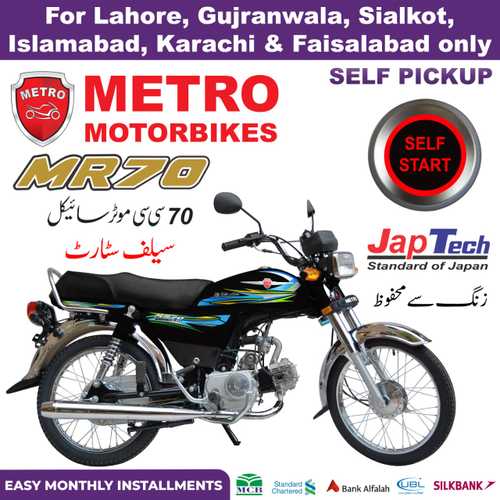 For Lahore, Gujranwala, Sialkot,
Islamabad, Karachi & Faisalabad only
SELF PICKUP
METRO
METRO
MOTORBIKES
SELF
START
MR70
70 سی سی موٹر سائیکل
سیلف سٹارٹ
JapTech
Standard of Japan
زنگ سے محفوظ
EASY MONTHLY INSTALLMENTS
MCB
Standard
Chartered
Bank Alfalah
UBL
SILKBANK